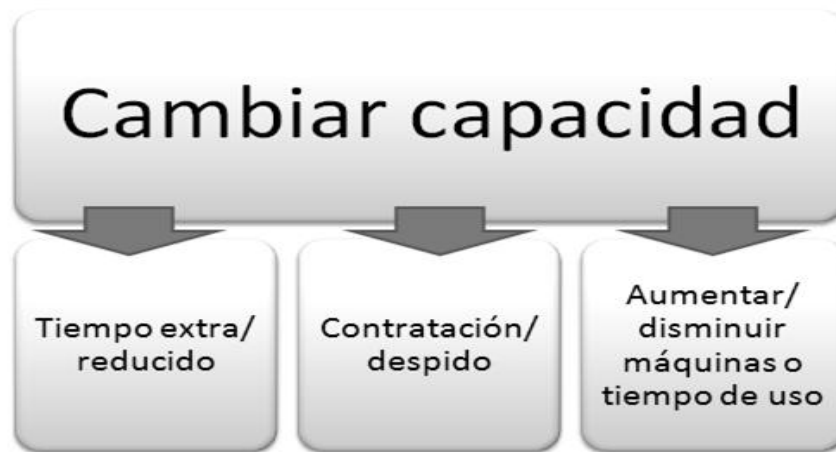 Cambiar capacidad
Tiempo extra/
reducido
Contratación/
despido
Aumentar/
disminuir
máquinas o
tiempo de uso